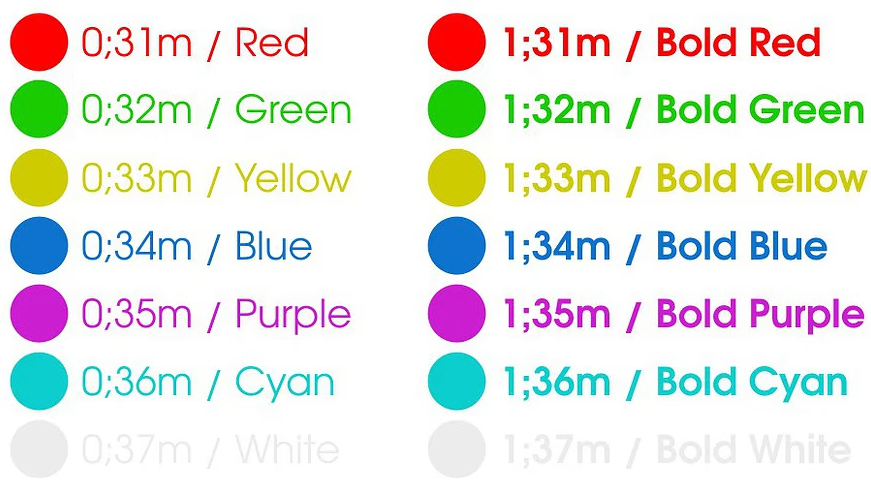 0;31m / Red
1;31m / Bold Red
0;32m / Green
1;32m / Bold Green
0;33m / Yellow
1;33m / Bold Yellow
0;34m / Blue
1;34m / Bold Blue
0;35m / Purple
1;35m / Bold Purple
0;36m / Cyan
1;36m / Bold Cyan
0;37m / White
1;37m / Bold White